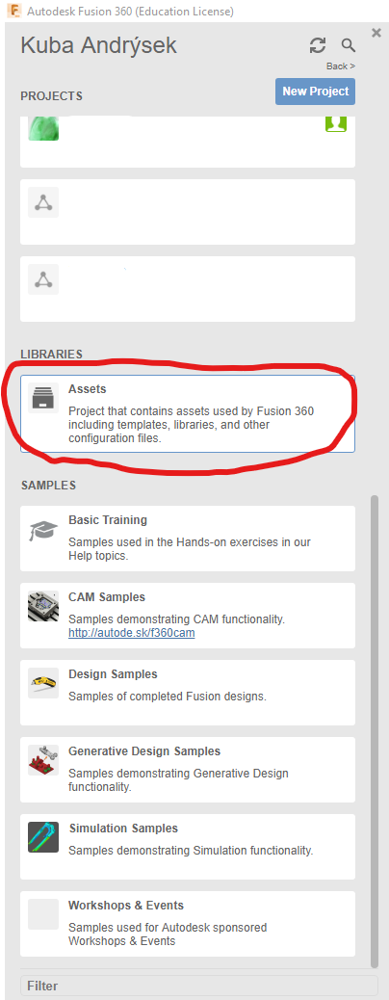 Autodesk Fusion 360 (Education License)
Kuba Andrýsek
Back >
PROJECTS
New Project
LIBRARIES
Assets
Project that contains assets used by Fusion 360
including templates, libraries, and other
configuration files.
SAMPLES
Basic Training
Samples used in the Hands-on exercises in our
Help topics.
CAM Samples
Samples demonstrating CAM functionality.
http://autode.sk/f360cam
Design Samples
Samples of completed Fusion designs.
Generative Design Samples
Samples demonstrating Generative Design
functionality.
Simulation Samples
Samples demonstrating Simulation functionality.
Workshops & Events
Samples used for Autodesk sponsored
Workshops & Events
Filter